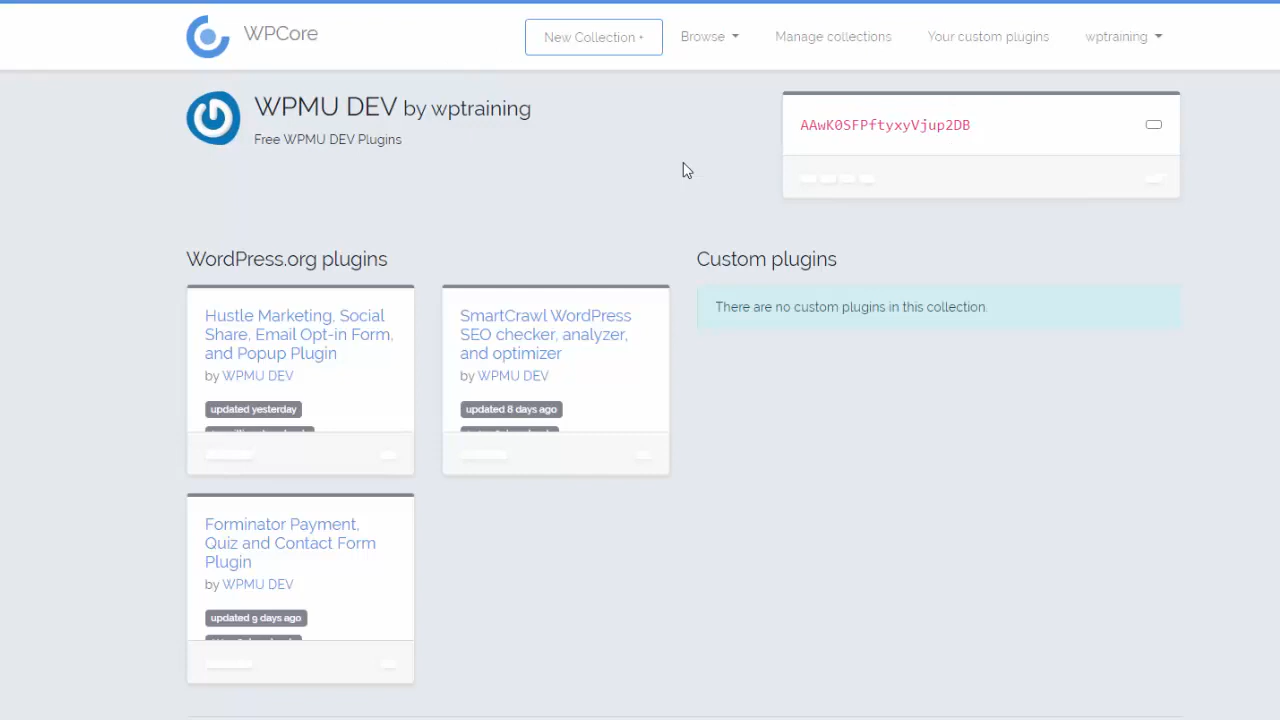 WPCore
New Collection +
Browse
Manage collections
Your custom plugins
wptraining
WPMU DEV by wptraining
Free WPMU DEV Plugins
AAwK0SFPftyxyVjup2DB
WordPress.org plugins
Custom plugins
Hustle Marketing, Social
Share, Email Opt-in Form,
and Popup Plugin
by WPMU DEV
updated yesterday
SmartCrawl WordPress
SEO checker, analyzer,
and optimizer
by WPMU DEV
updated 8 days ago
There are no custom plugins in this collection.
Forminator Payment,
Quiz and Contact Form
Plugin
by WPMU DEV
updated 9 days ago